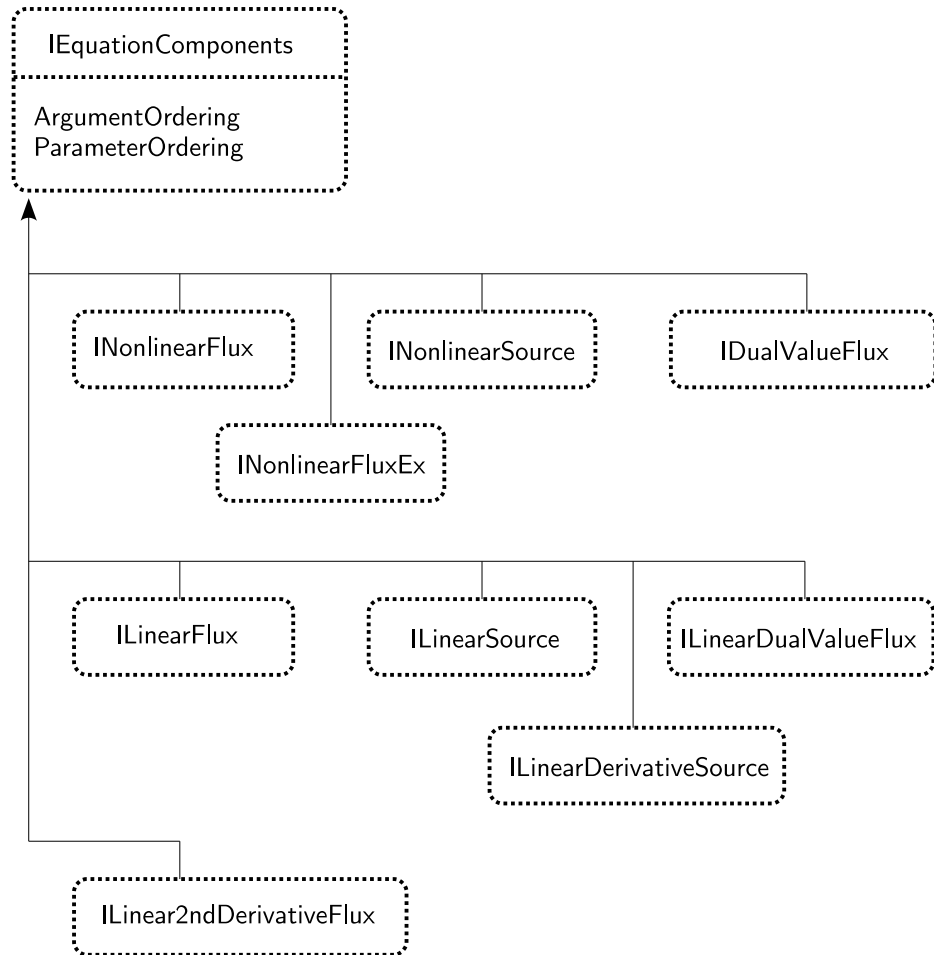 IEquationComponents
ArgumentOrdering
ParameterOrdering
INonlinearFlux
INonlinearSource
IDualValueFlux
INonlinearFluxEx
ILinearFlux
ILinearSource
ILinearDualValueFlux
ILinearDerivativeSource
ILinear2ndDerivativeFlux